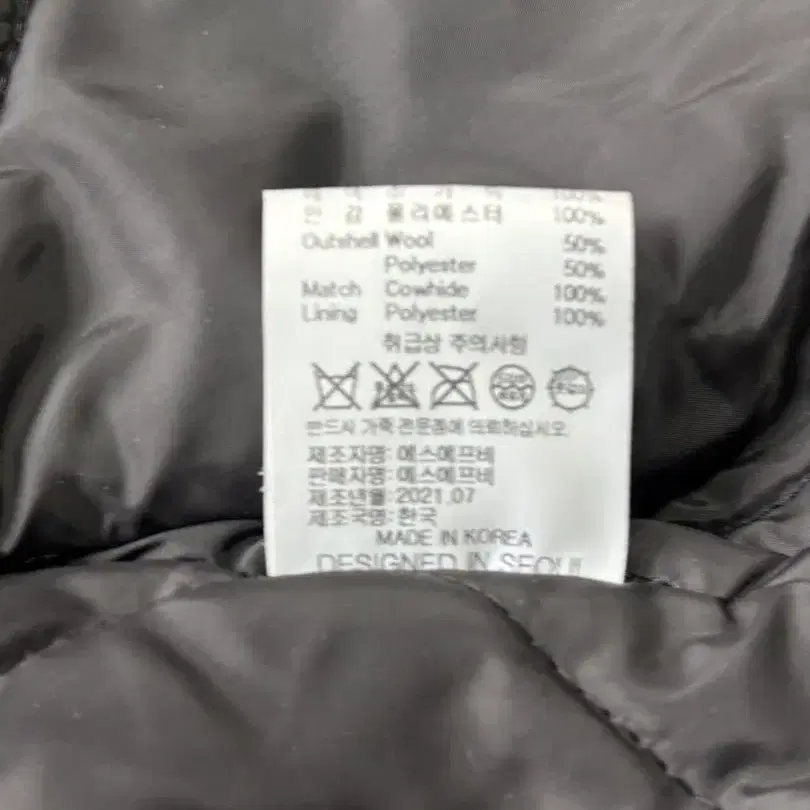 100%
안 감 폴리에스터 100%
Outshell Wool 50%
Polyester 50%
Match Cowhide 100%
Lining Polyester 100%
취급상 주의사항
반드시 가죽 전문점에 의뢰하십시오.
제조자명: 에스에프비
판매자명: 에스에프비
제조년월: 2021.07
제조국명: 한국
MADE IN KOREA
DESIGNED IN SEOUL